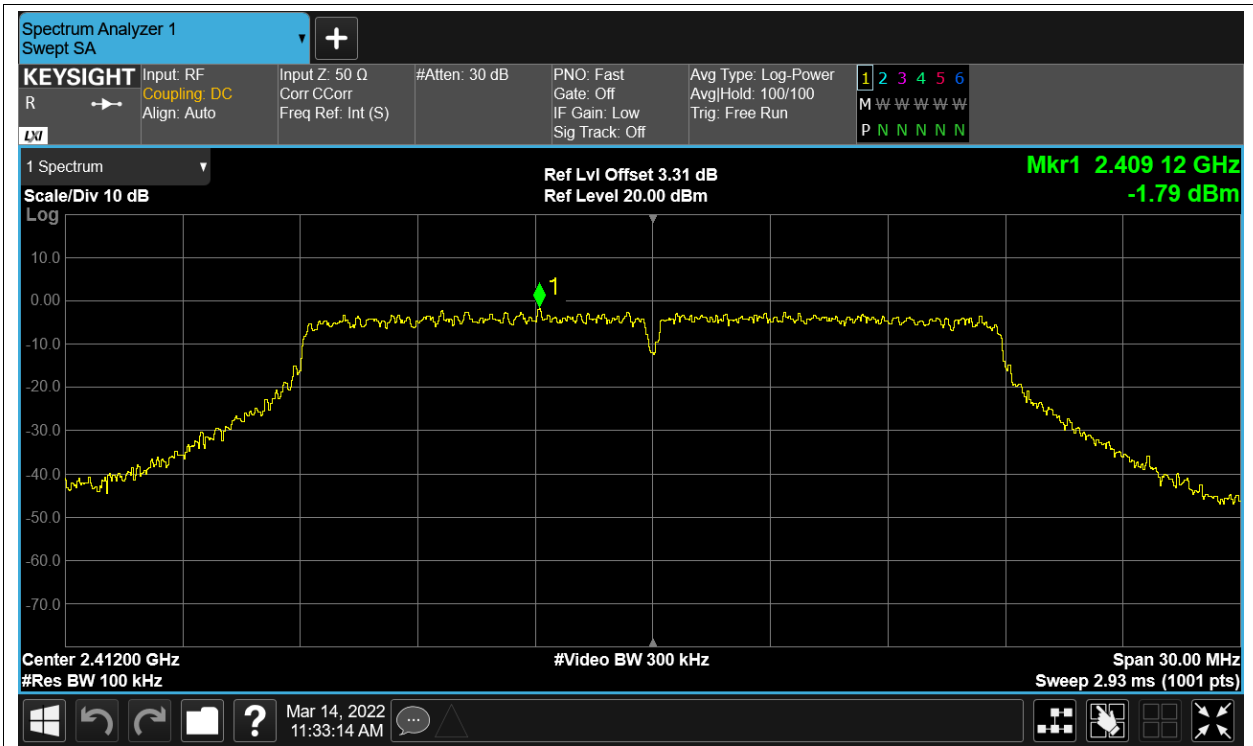 Spectrum Analyzer 1
Swept SA
KEYSIGHT
R
LXI
Input: RF
Coupling: DC
Align: Auto
Input Z: 50 Ω
Corr CCorr
Freq Ref: Int (S)
#Atten: 30 dB
PNO: Fast
Gate: Off
IF Gain: Low
Sig Track: Off
Avg Type: Log-Power
Avg|Hold: 100/100
Trig: Free Run
1 2 3 4 5 6
M W W W W W
P N N N N N
1 Spectrum
Scale/Div 10 dB
Ref Lvl Offset 3.31 dB
Ref Level 20.00 dBm
Mkr1 2.409 12 GHz
-1.79 dBm
Log
10.0
0.00
-10.0
-20.0
-30.0
-40.0
-50.0
-60.0
-70.0
1
Center 2.41200 GHz
#Res BW 100 kHz
#Video BW 300 kHz
Span 30.00 MHz
Sweep 2.93 ms (1001 pts)
?
Mar 14, 2022
11:33:14 AM